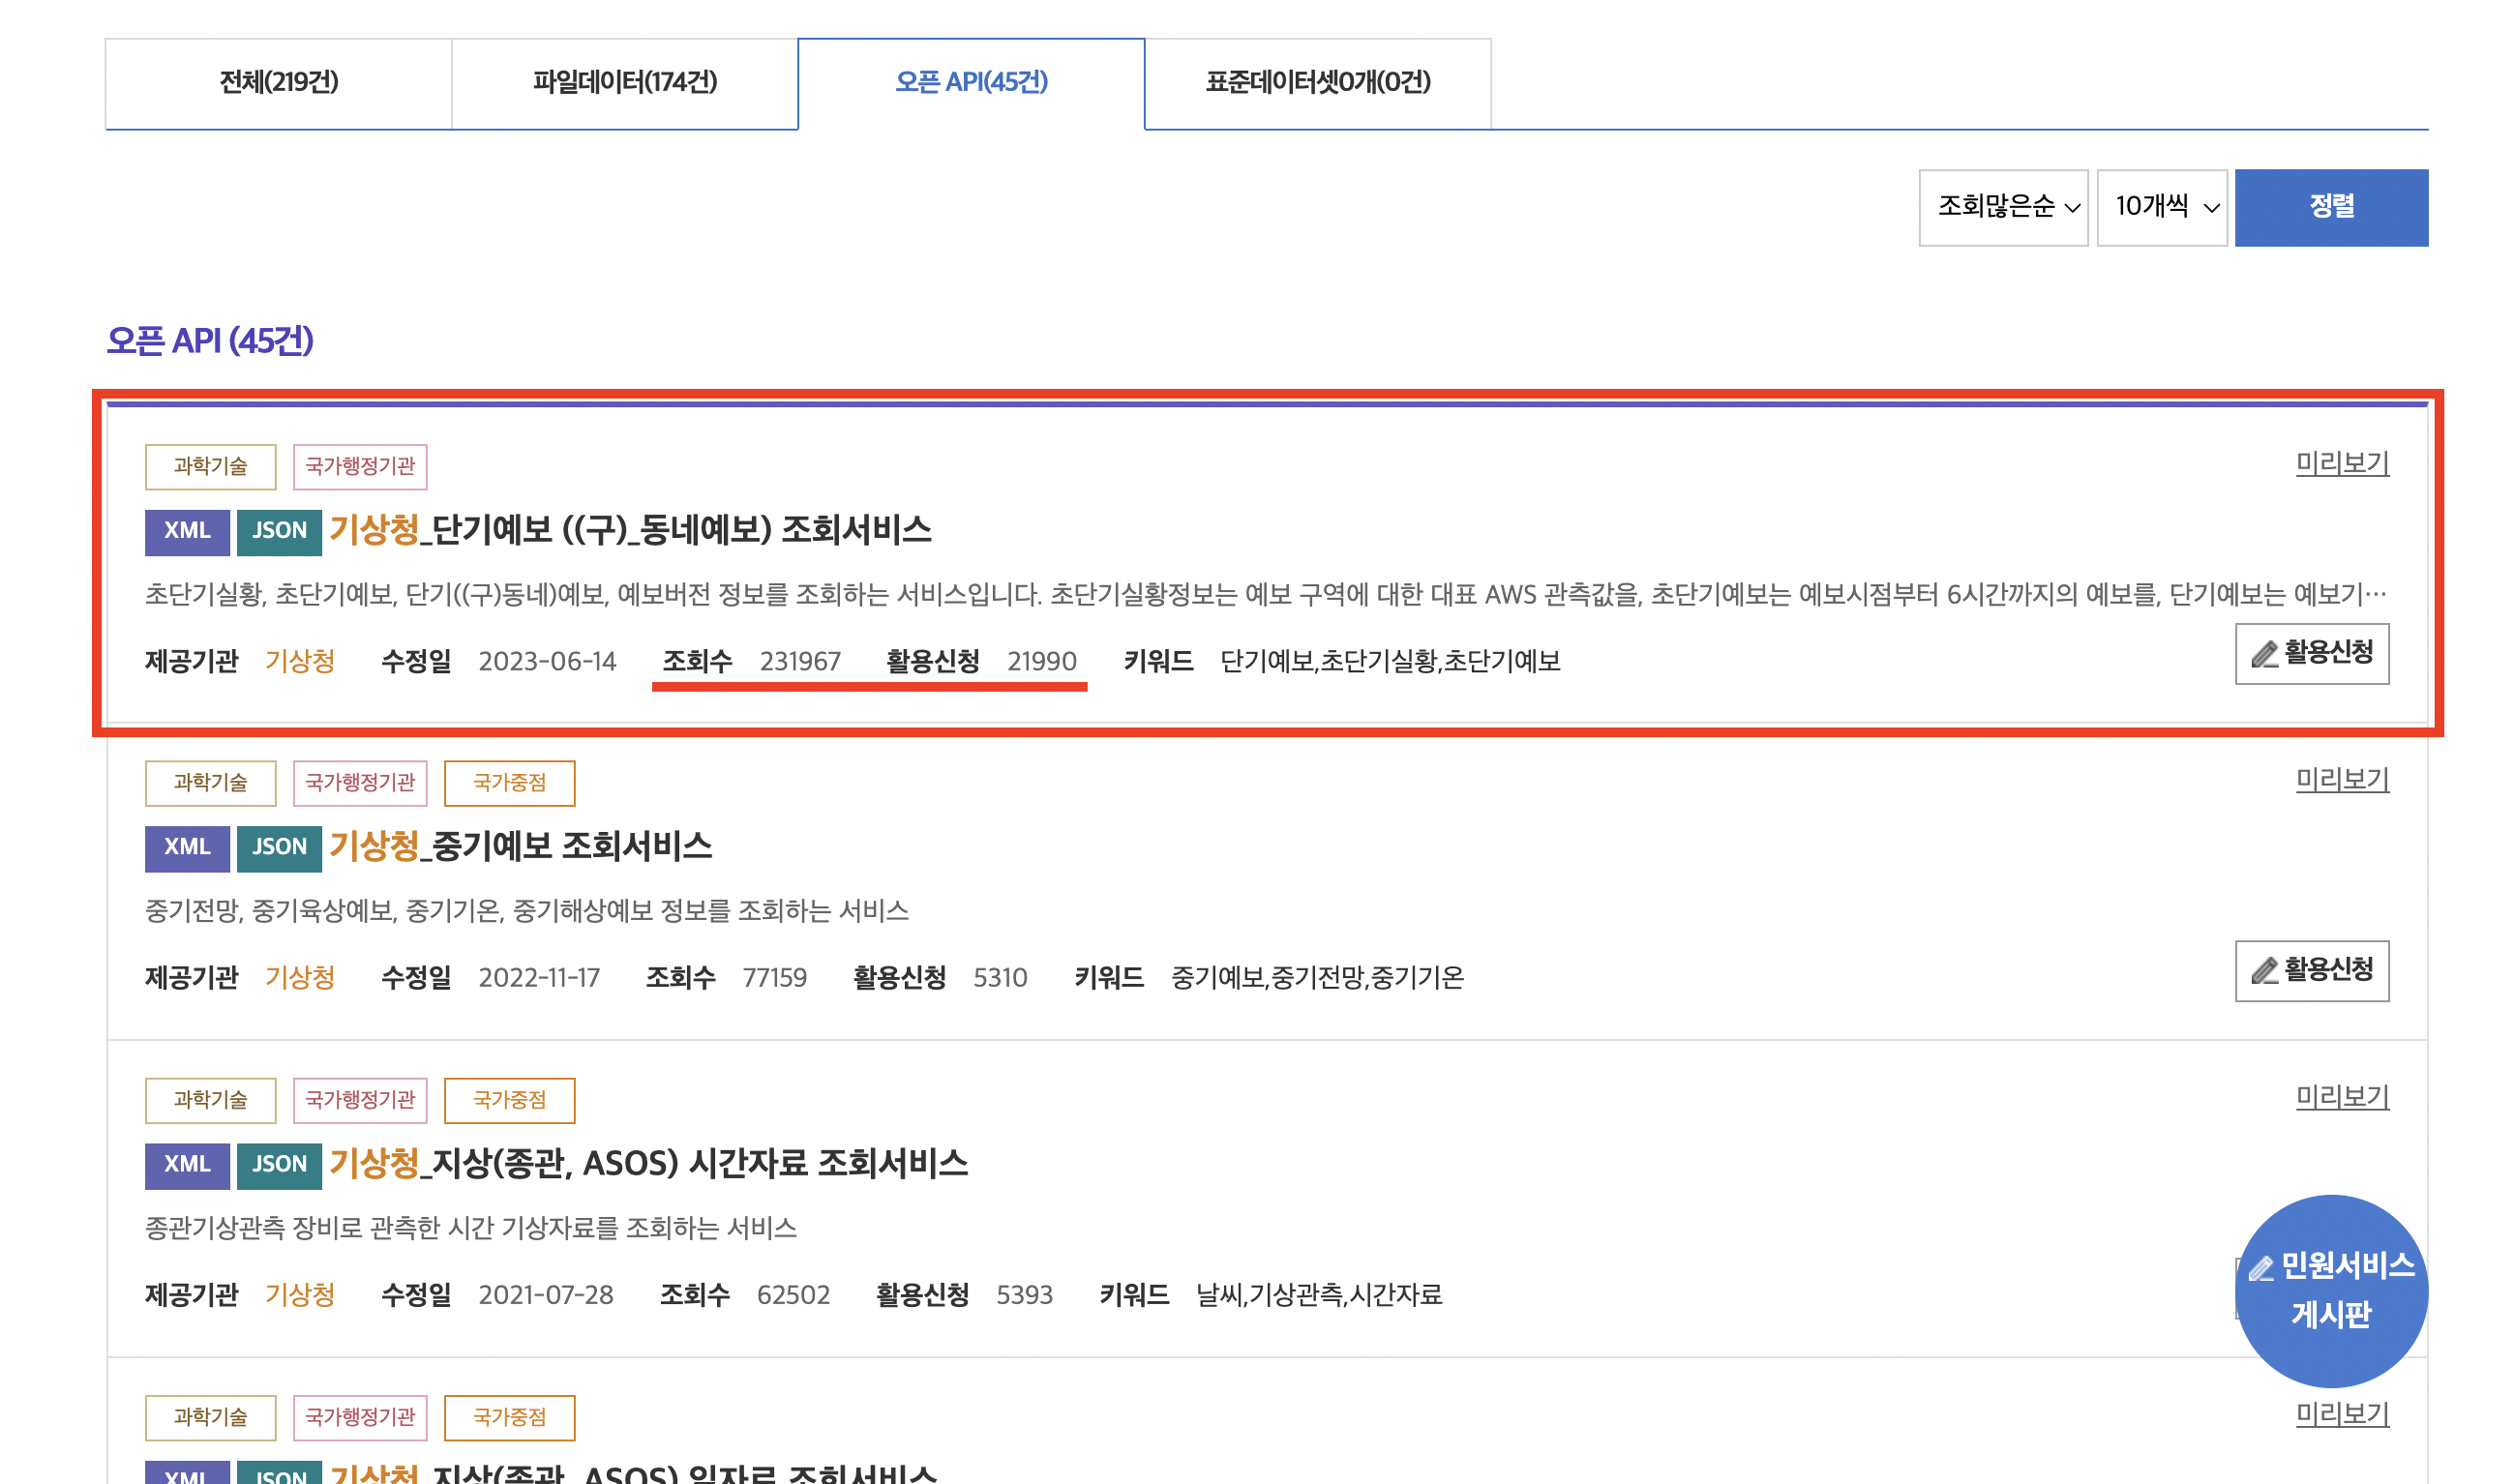 전체(219건) 파일데이터(174건) 오픈 API(45건) 표준데이터셋0개(0건)
조회많은순 10개씩 정렬
오픈 API (45건)
과학기술 국가행정기관 미리보기
XML JSON 기상청_단기예보 ((구)_동네예보) 조회서비스
초단기실황, 초단기예보, 단기((구)동네)예보, 예보버전 정보를 조회하는 서비스입니다. 초단기실황정보는 예보 구역에 대한 대표 AWS 관측값을, 초단기예보는 예보시점부터 6시간까지의 예보를, 단기예보는 예보기…
제공기관 기상청 수정일 2023-06-14 조회수 231967 활용신청 21990 키워드 단기예보,초단기실황,초단기예보 활용신청
과학기술 국가행정기관 국가중점 미리보기
XML JSON 기상청_중기예보 조회서비스
중기전망, 중기육상예보, 중기기온, 중기해상예보 정보를 조회하는 서비스
제공기관 기상청 수정일 2022-11-17 조회수 77159 활용신청 5310 키워드 중기예보,중기전망,중기기온 활용신청
과학기술 국가행정기관 국가중점 미리보기
XML JSON 기상청_지상(종관, ASOS) 시간자료 조회서비스
종관기상관측 장비로 관측한 시간 기상자료를 조회하는 서비스
제공기관 기상청 수정일 2021-07-28 조회수 62502 활용신청 5393 키워드 날씨,기상관측,시간자료
민원서비스
게시판
과학기술 국가행정기관 국가중점 미리보기
XML JSON 기상청_지상(종관, ASOS) 일자료 조회서비스